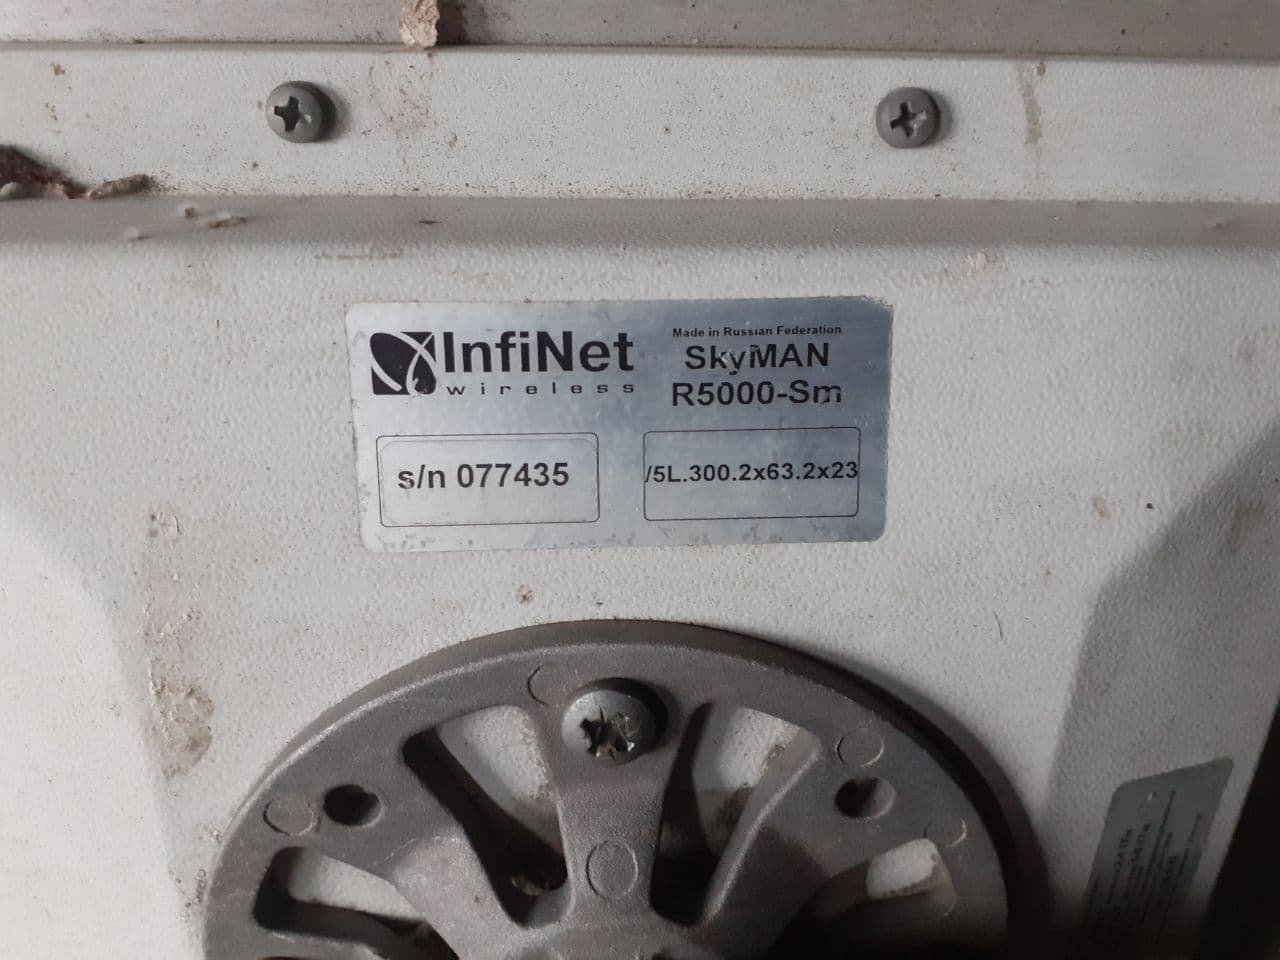 InfiNet
wireless
Made in Russian Federation
SkyMAN
R5000-Sm
s/n 077435
/5L.300.2x63.2x23